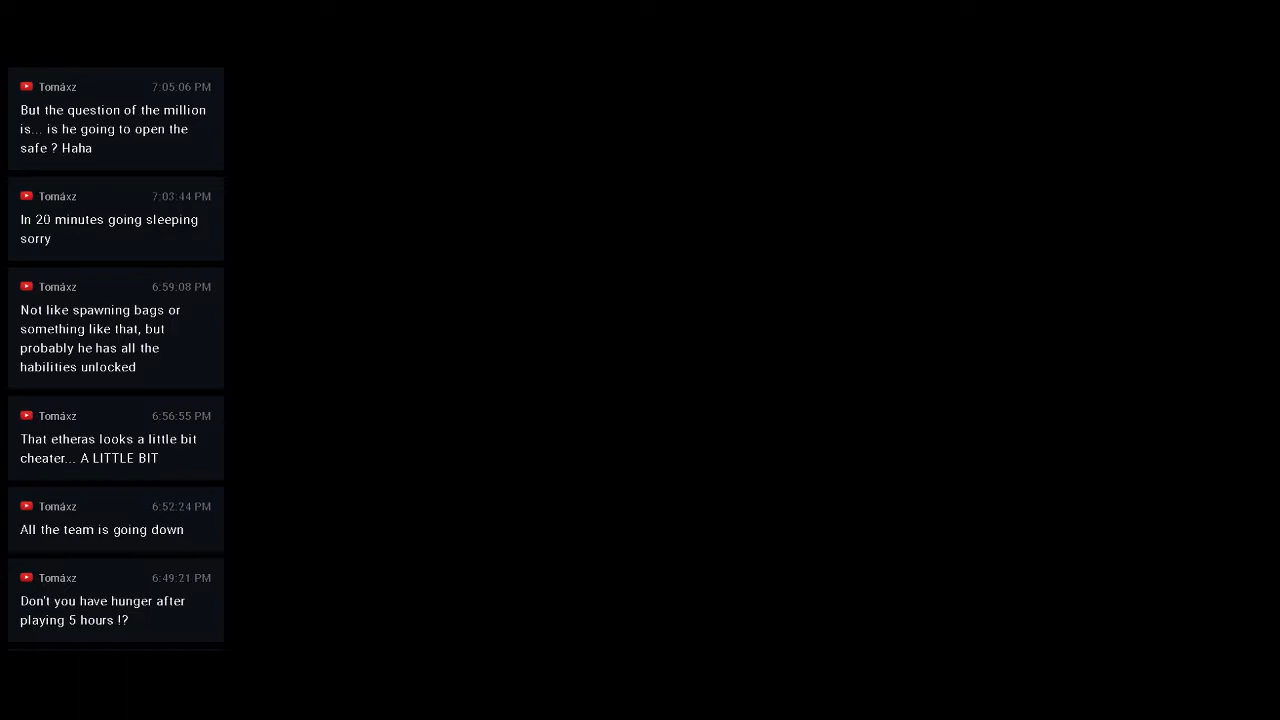 Tomáxz 7:05:06 PM
But the question of the million
is... is he going to open the
safe ? Haha
Tomáxz 7:03:44 PM
In 20 minutes going sleeping
sorry
Tomáxz 6:59:08 PM
Not like spawning bags or
something like that, but
probably he has all the
habilities unlocked
Tomáxz 6:56:55 PM
That etheras looks a little bit
cheater... A LITTLE BIT
Tomáxz 6:52:24 PM
All the team is going down
Tomáxz 6:49:21 PM
Don't you have hunger after
playing 5 hours !?